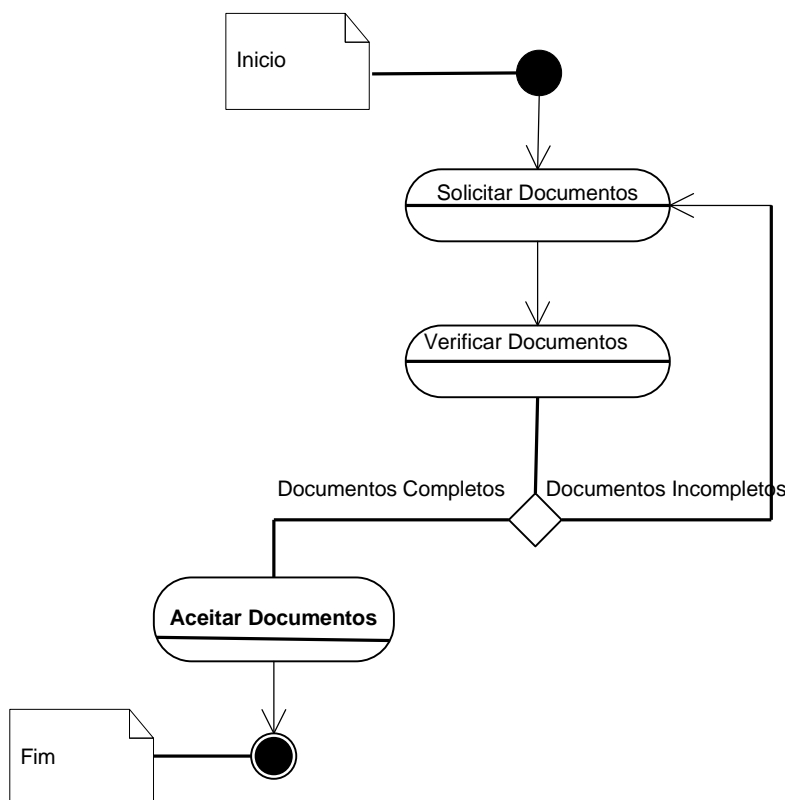 Inicio
Solicitar Documentos
Verificar Documentos
Documentos Completos
Documentos Incompletos
Aceitar Documentos
Fim